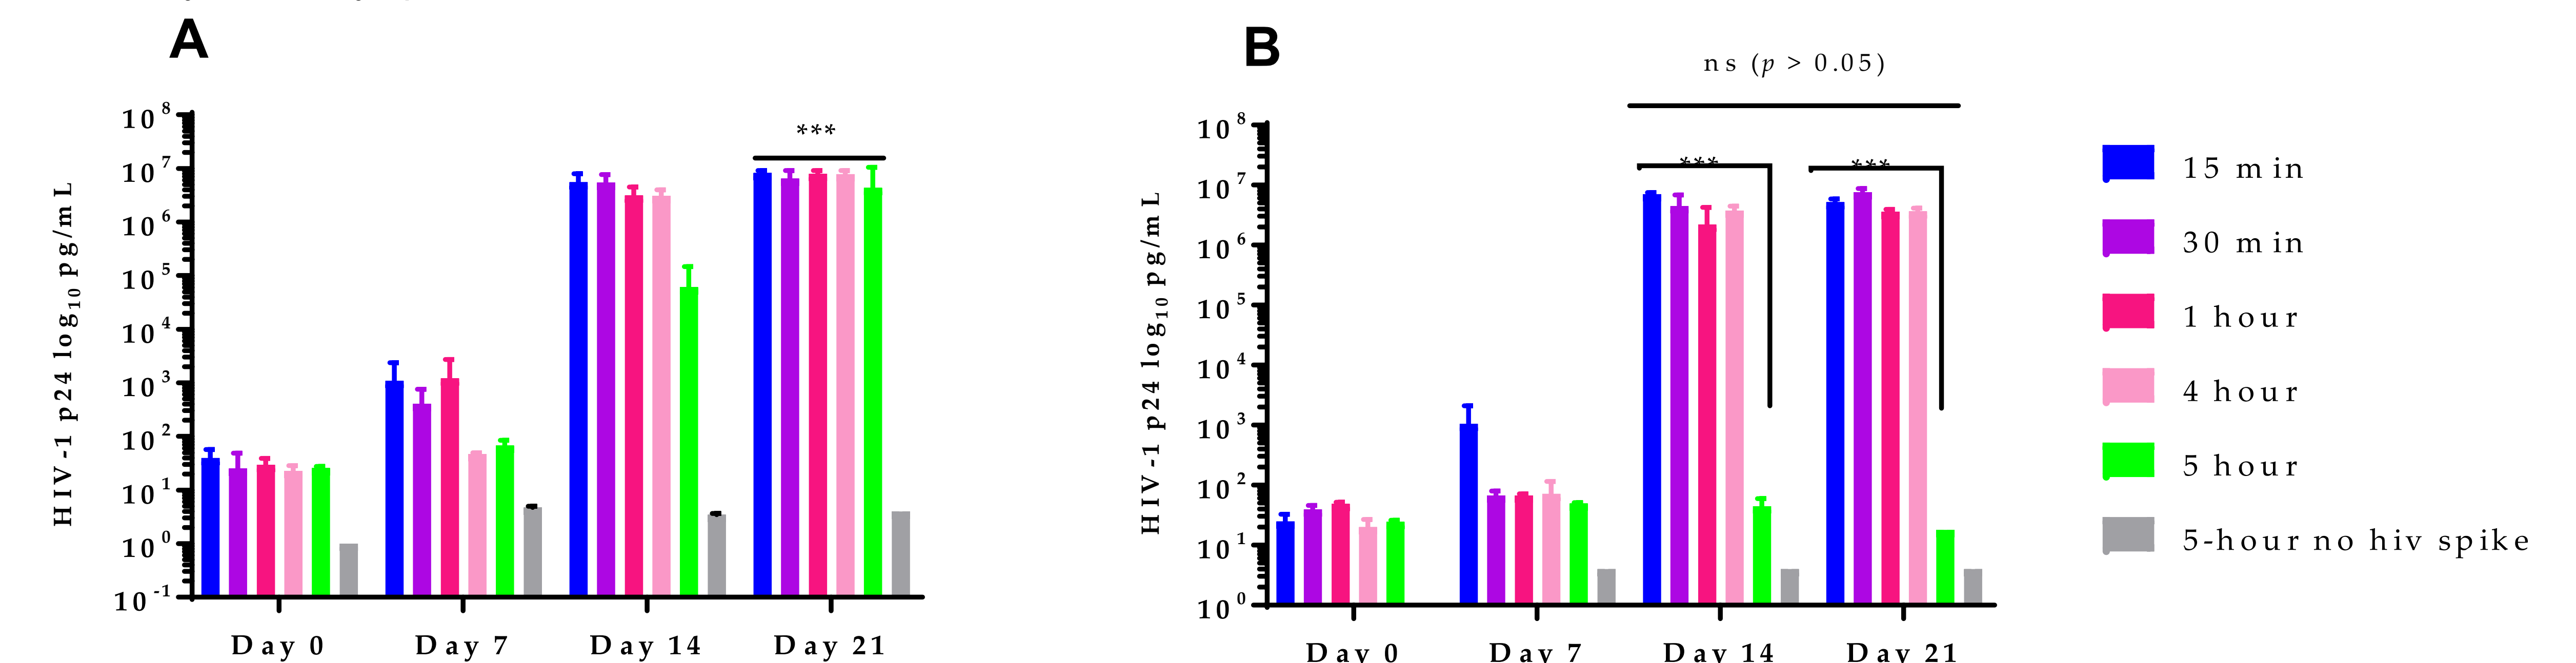 A
HIV-1 p24 log10 pg/mL
10^8
10^7
10^6
10^5
10^4
10^3
10^2
10^1
10^0
10^-1
***
Day 0 Day 7 Day 14 Day 21
B
ns (p > 0.05)
HIV-1 p24 log10 pg/mL
10^8
10^7
10^6
10^5
10^4
10^3
10^2
10^1
10^0
*** ***
Day 0 Day 7 Day 14 Day 21
15 min
30 min
1 hour
4 hour
5 hour
5-hour no hiv spike